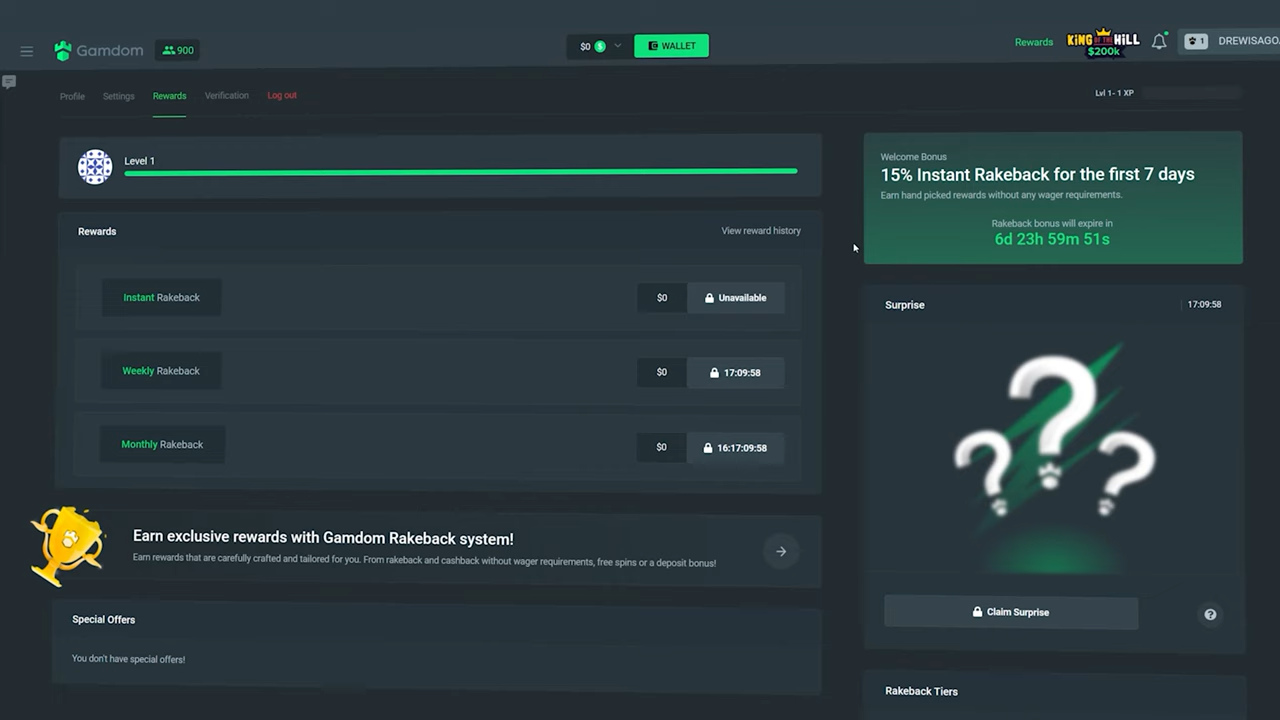 Gamdom
900
$0
WALLET
Rewards
KING OF THE HILL
$200k
1
DREWISAGO
Profile
Settings
Rewards
Verification
Log out
Lvl 1- 1 XP
Level 1
Welcome Bonus
15% Instant Rakeback for the first 7 days
Earn hand picked rewards without any wager requirements.
Rakeback bonus will expire in
6d 23h 59m 51s
Rewards
View reward history
Instant Rakeback
$0
Unavailable
Weekly Rakeback
$0
17:09:58
Monthly Rakeback
$0
16:17:09:58
Surprise
17:09:58
? ? ?
Claim Surprise
?
Earn exclusive rewards with Gamdom Rakeback system!
Earn rewards that are carefully crafted and tailored for you. From rakeback and cashback without wager requirements, free spins or a deposit bonus!
Special Offers
You don't have special offers!
Rakeback Tiers